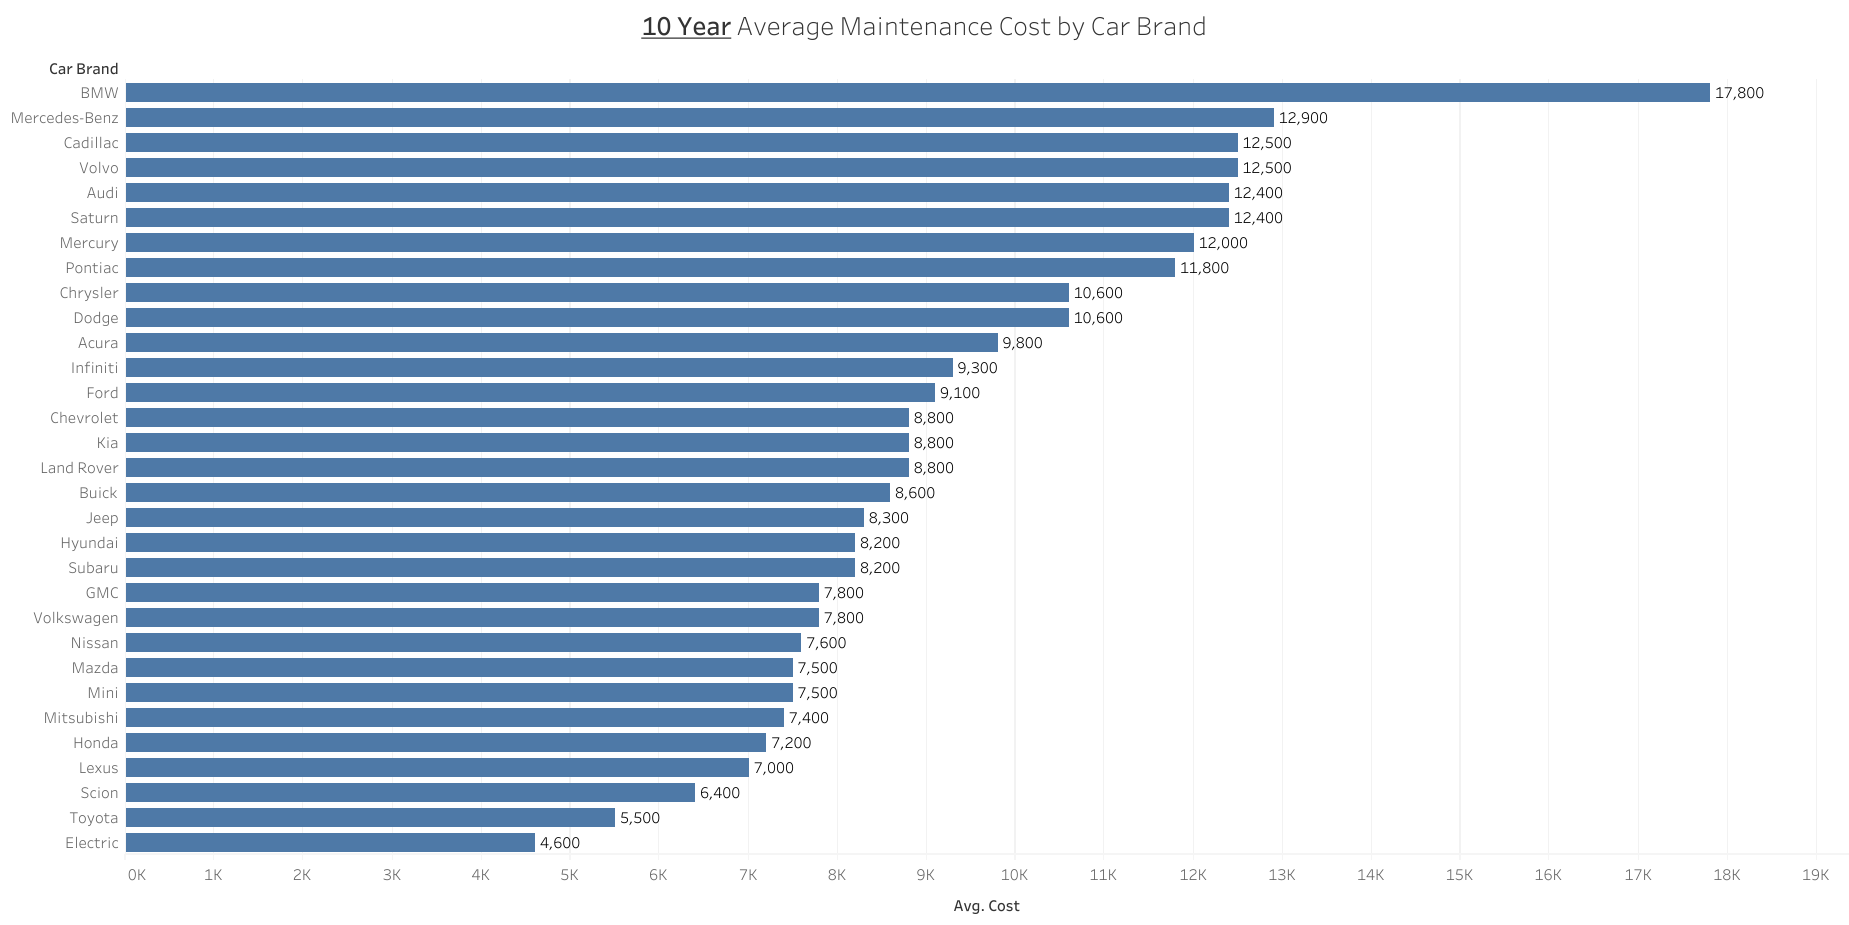 10 Year Average Maintenance Cost by Car Brand
Car Brand
BMW 17,800
Mercedes-Benz 12,900
Cadillac 12,500
Volvo 12,500
Audi 12,400
Saturn 12,400
Mercury 12,000
Pontiac 11,800
Chrysler 10,600
Dodge 10,600
Acura 9,800
Infiniti 9,300
Ford 9,100
Chevrolet 8,800
Kia 8,800
Land Rover 8,800
Buick 8,600
Jeep 8,300
Hyundai 8,200
Subaru 8,200
GMC 7,800
Volkswagen 7,800
Nissan 7,600
Mazda 7,500
Mini 7,500
Mitsubishi 7,400
Honda 7,200
Lexus 7,000
Scion 6,400
Toyota 5,500
Electric 4,600
0K 1K 2K 3K 4K 5K 6K 7K 8K 9K 10K 11K 12K 13K 14K 15K 16K 17K 18K 19K
Avg. Cost